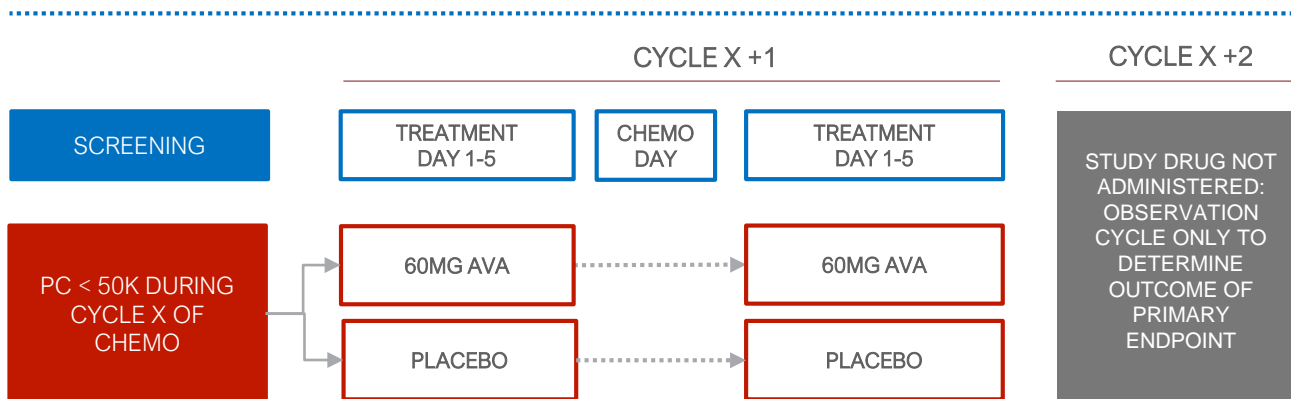 CYCLE X +1
CYCLE X +2
SCREENING
TREATMENT
DAY 1-5
CHEMO
DAY
TREATMENT
DAY 1-5
PC < 50K DURING
CYCLE X OF
CHEMO
60MG AVA
60MG AVA
PLACEBO
PLACEBO
STUDY DRUG NOT
ADMINISTERED:
OBSERVATION
CYCLE ONLY TO
DETERMINE
OUTCOME OF
PRIMARY
ENDPOINT